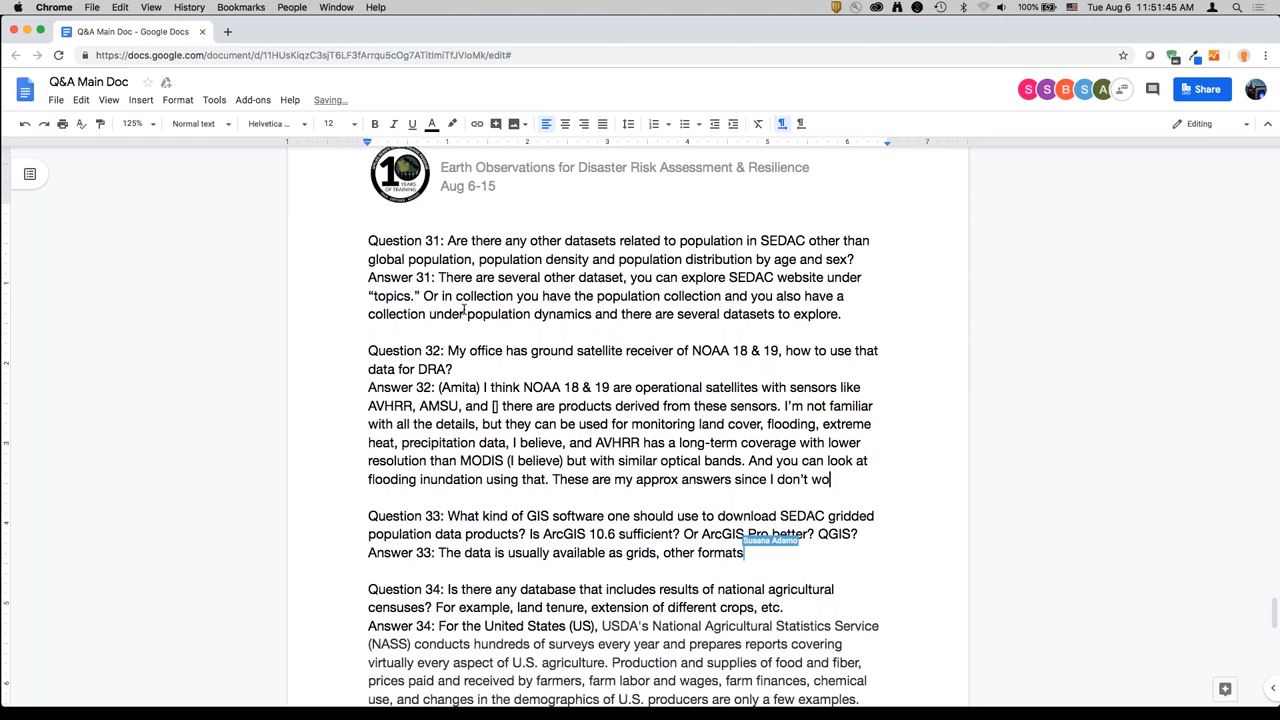 Chrome File Edit View History Bookmarks People Window Help 100% Tue Aug 6 11:51:45 AM
Q&A Main Doc - Google Docs
https://docs.google.com/document/d/11HUsKiqzC3sjT6LF3fArrqu5cOg7ATitImiTfJVloMk/edit#
Q&A Main Doc
S S B S A Share
File Edit View Insert Format Tools Add-ons Help Saving...
125% Normal text Helvetica ... 12 B I U A Editing
1 1 2 3 4 5 6 7
10
YEARS
OF TRAINING
Earth Observations for Disaster Risk Assessment & Resilience
Aug 6-15
Question 31: Are there any other datasets related to population in SEDAC other than
global population, population density and population distribution by age and sex?
Answer 31: There are several other dataset, you can explore SEDAC website under
“topics.” Or in collection you have the population collection and you also have a
collection under population dynamics and there are several datasets to explore.
Question 32: My office has ground satellite receiver of NOAA 18 & 19, how to use that
data for DRA?
Answer 32: (Amita) I think NOAA 18 & 19 are operational satellites with sensors like
AVHRR, AMSU, and [] there are products derived from these sensors. I’m not familiar
with all the details, but they can be used for monitoring land cover, flooding, extreme
heat, precipitation data, I believe, and AVHRR has a long-term coverage with lower
resolution than MODIS (I believe) but with similar optical bands. And you can look at
flooding inundation using that. These are my approx answers since I don’t wo
Question 33: What kind of GIS software one should use to download SEDAC gridded
population data products? Is ArcGIS 10.6 sufficient? Or ArcGIS Pro better? QGIS?
Susana Adamo
Answer 33: The data is usually available as grids, other formats
Question 34: Is there any database that includes results of national agricultural
censuses? For example, land tenure, extension of different crops, etc.
Answer 34: For the United States (US), USDA's National Agricultural Statistics Service
(NASS) conducts hundreds of surveys every year and prepares reports covering
virtually every aspect of U.S. agriculture. Production and supplies of food and fiber,
prices paid and received by farmers, farm labor and wages, farm finances, chemical
use, and changes in the demographics of U.S. producers are only a few examples.